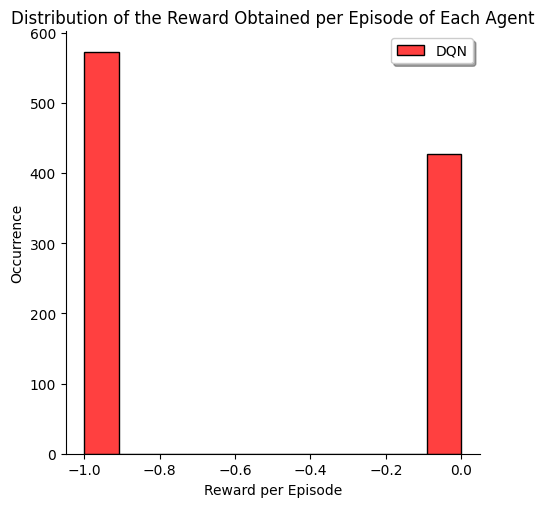 Distribution of the Reward Obtained per Episode of Each Agent
DQN
600
500
400
300
200
100
0
Occurrence
−1.0 −0.8 −0.6 −0.4 −0.2 0.0
Reward per Episode